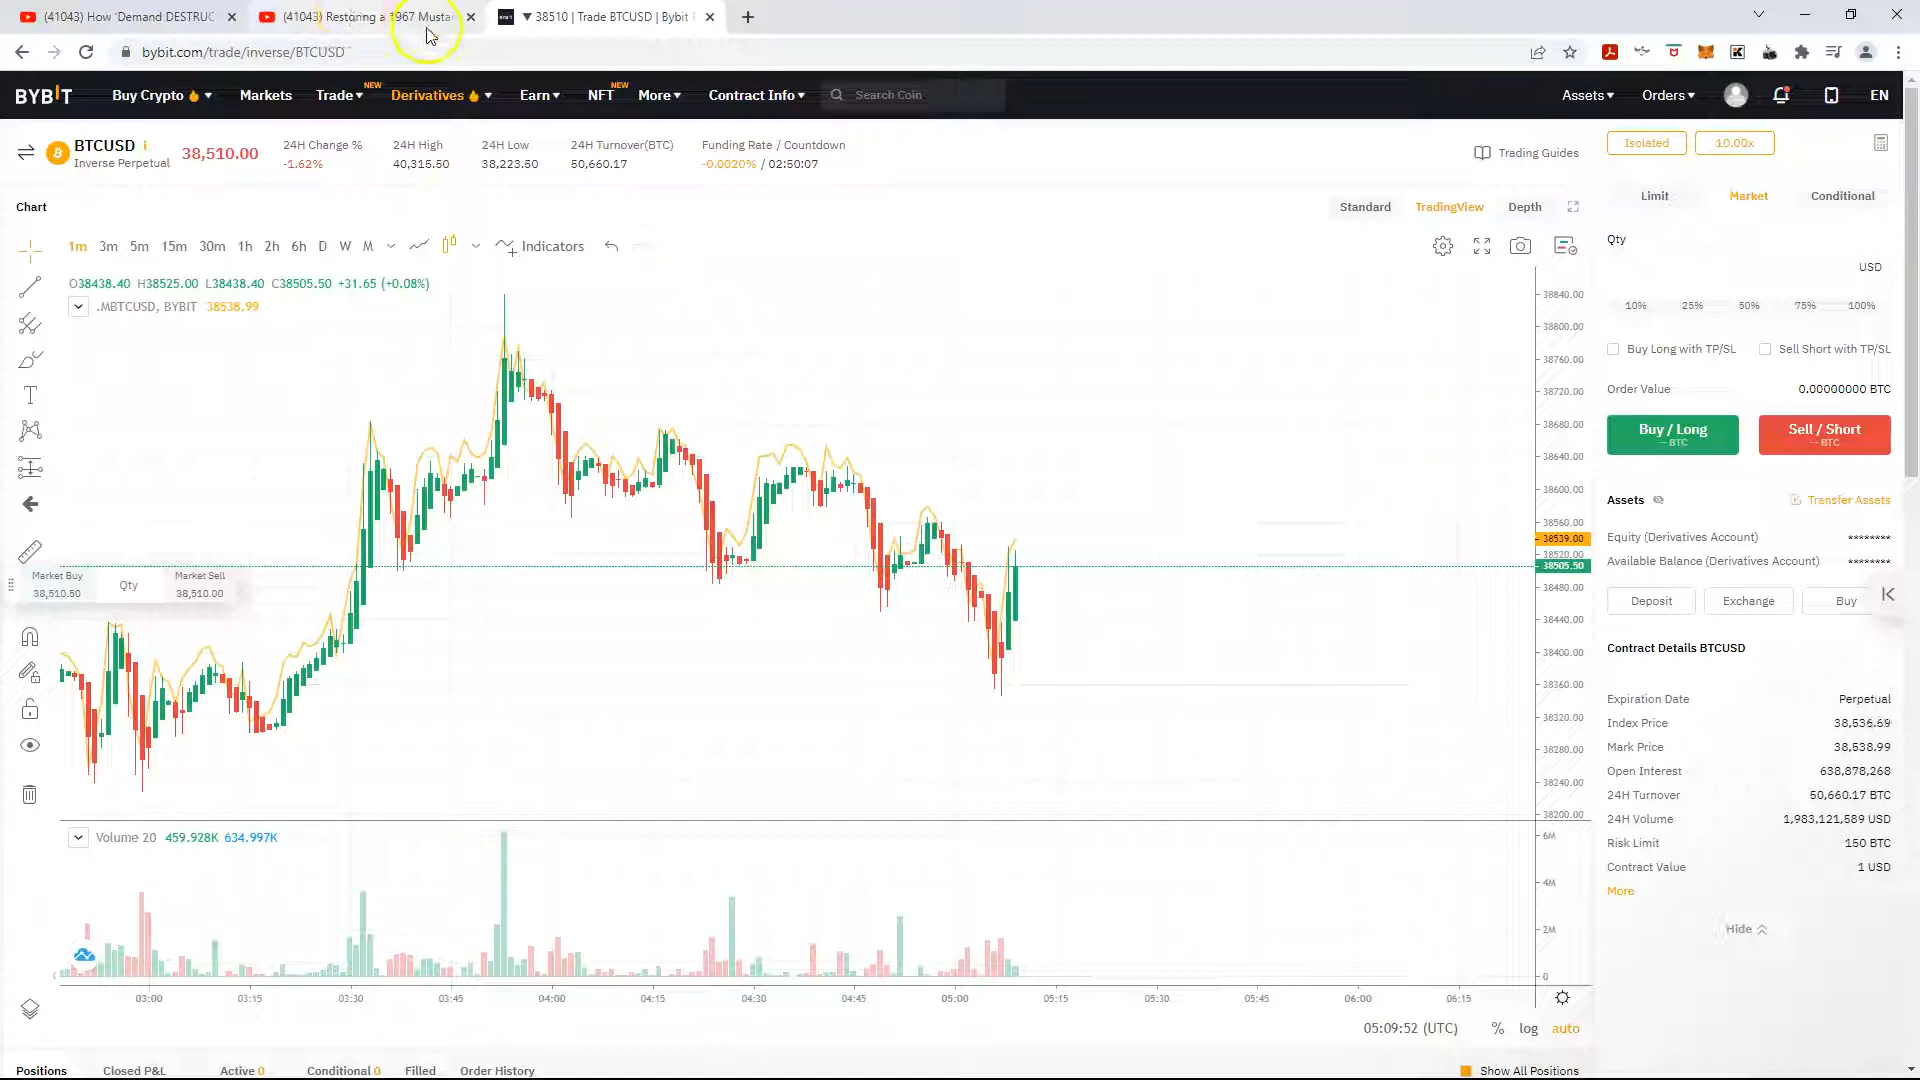 (41043) How 'Demand DESTRUC
(41043) Restoring a 1967 Mustan
▼ 38510 | Trade BTCUSD | Bybit
bybit.com/trade/inverse/BTCUSD
BYBIT
Buy Crypto
Markets
Trade
NEW
Derivatives
Earn
NFT
NEW
More
Contract Info
Search Coin
Assets
Orders
EN
BTCUSD
Inverse Perpetual
38,510.00
24H Change %
-1.62%
24H High
40,315.50
24H Low
38,223.50
24H Turnover(BTC)
50,660.17
Funding Rate / Countdown
-0.0020% / 02:50:07
Trading Guides
Isolated
10.00x
Chart
Standard
TradingView
Depth
Limit
Market
Conditional
1m 3m 5m 15m 30m 1h 2h 6h D W M
Indicators
Qty
USD
O38438.40 H38525.00 L38438.40 C38505.50 +31.65 (+0.08%)
.MBTCUSD, BYBIT 38538.99
10% 25% 50% 75% 100%
Buy Long with TP/SL
Sell Short with TP/SL
Order Value
0.00000000 BTC
Buy / Long
-- BTC
Sell / Short
-- BTC
Assets
Transfer Assets
Equity (Derivatives Account)
********
Available Balance (Derivatives Account)
********
Deposit
Exchange
Buy
Contract Details BTCUSD
Expiration Date
Perpetual
Index Price
38,536.69
Mark Price
38,538.99
Open Interest
638,878,268
24H Turnover
50,660.17 BTC
24H Volume
1,983,121,589 USD
Risk Limit
150 BTC
Contract Value
1 USD
More
Hide
38840.00
38800.00
38760.00
38720.00
38680.00
38640.00
38600.00
38560.00
38539.00
38520.00
38505.50
38480.00
38440.00
38400.00
38360.00
38320.00
38280.00
38240.00
38200.00
Market Buy
38,510.50
Qty
Market Sell
38,510.00
Volume 20 459.928K 634.997K
6M
4M
2M
0
03:00 03:15 03:30 03:45 04:00 04:15 04:30 04:45 05:00 05:15 05:30 05:45 06:00 06:15
05:09:52 (UTC)
% log auto
Positions
Closed P&L
Active 0
Conditional 0
Filled
Order History
Show All Positions